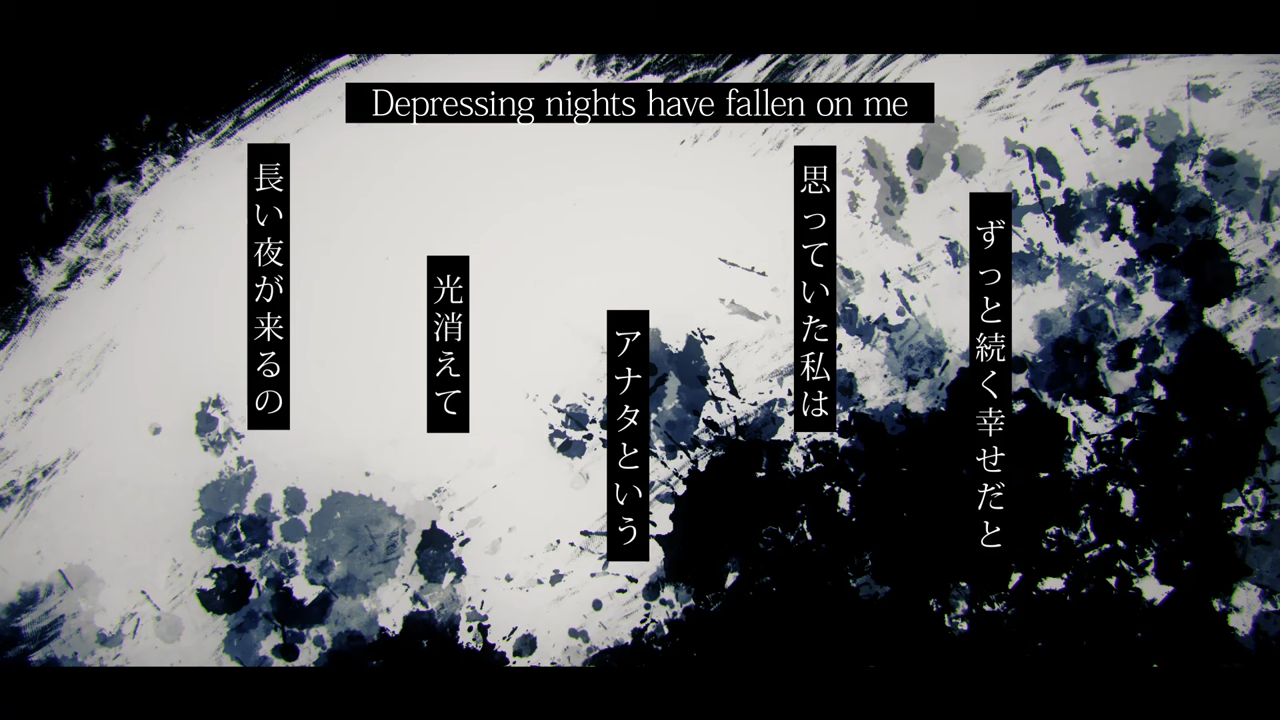 Depressing nights have fallen on me
ずっと続く幸せだと
思っていた私は
アナタという
光消えて
長い夜が来るの